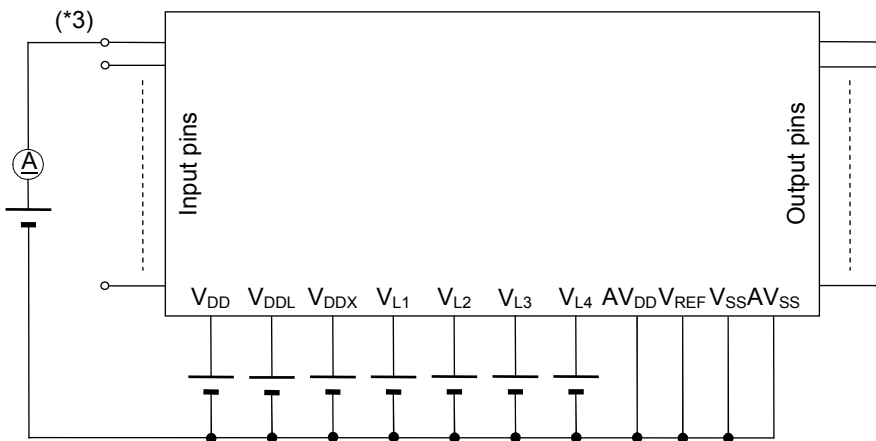 (*3)
A
Input pins
Output pins
VDD VDDL VDDX VL1 VL2 VL3 VL4 AVDD VREF VSS AVSS